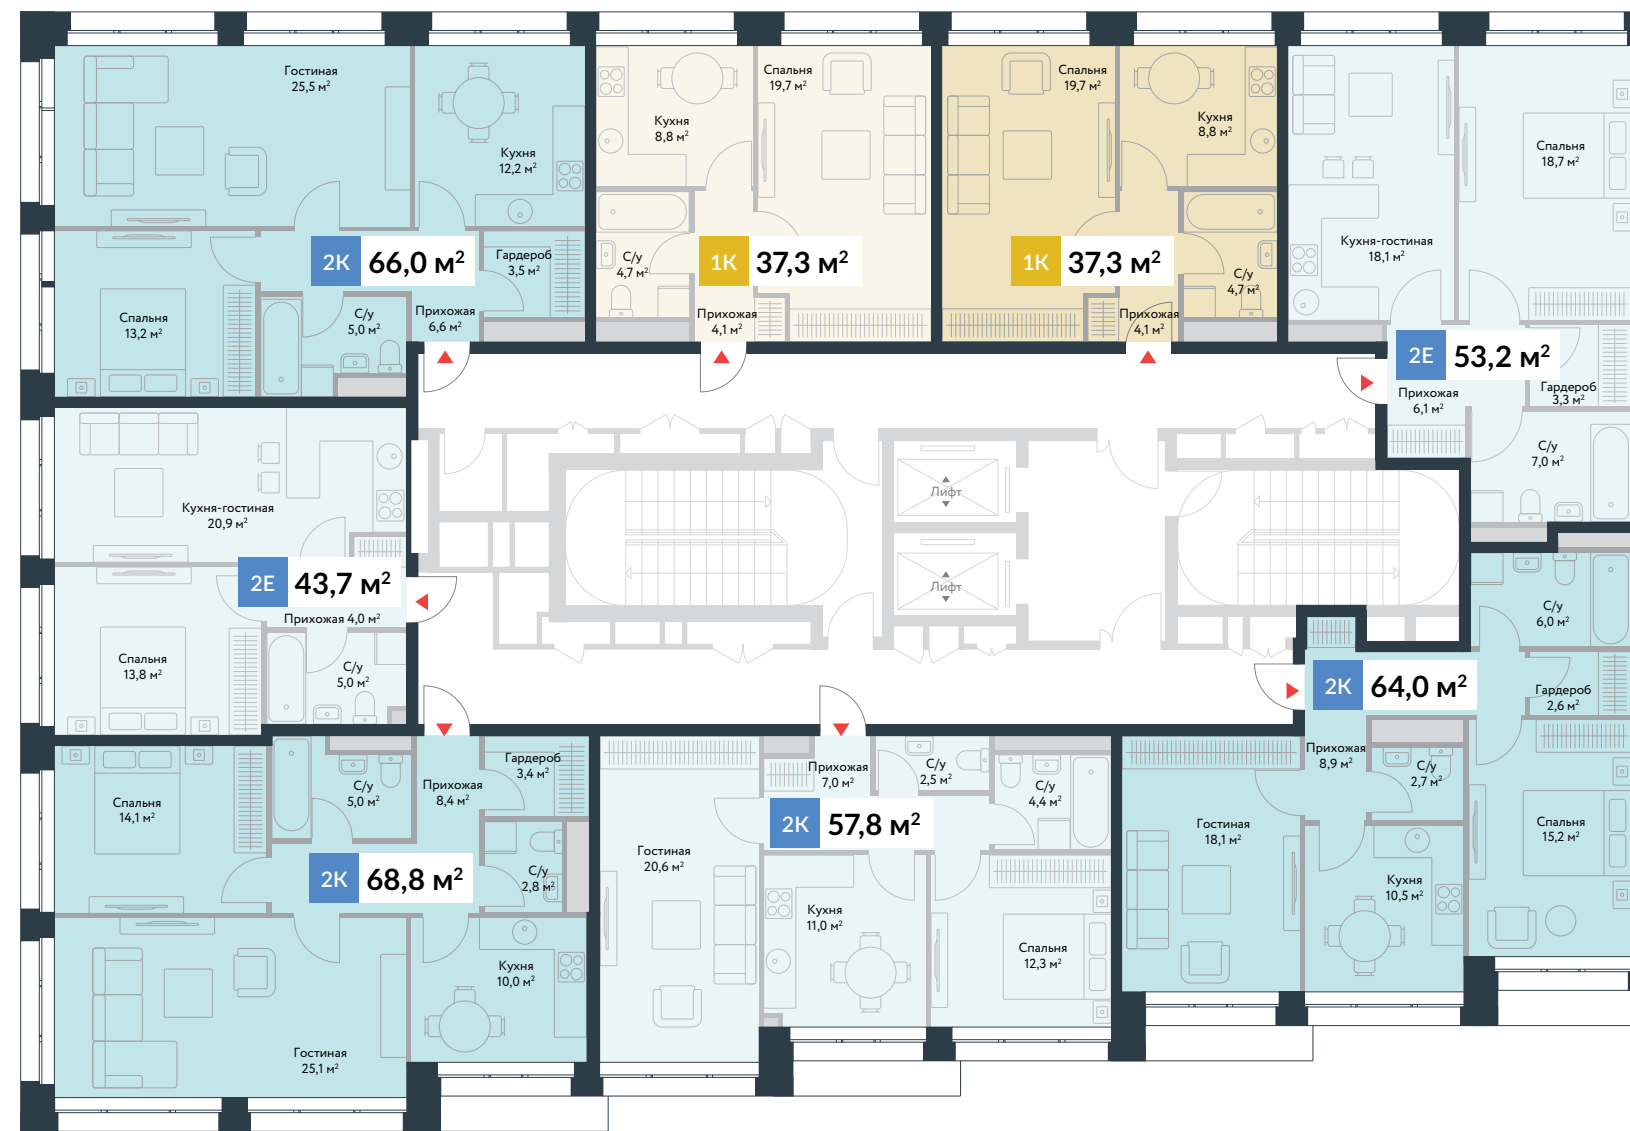 Гостиная
25,5 м²
Кухня
12,2 м²
Гардероб
3,5 м²
2К 66,0 м²
Спальня
13,2 м²
С/у
5,0 м²
Прихожая
6,6 м²
Кухня
8,8 м²
Спальня
19,7 м²
С/у
4,7 м²
1К 37,3 м²
Прихожая
4,1 м²
Спальня
19,7 м²
Кухня
8,8 м²
1К 37,3 м²
С/у
4,7 м²
Прихожая
4,1 м²
Спальня
18,7 м²
Кухня-гостиная
18,1 м²
2Е 53,2 м²
Прихожая
6,1 м²
Гардероб
3,3 м²
С/у
7,0 м²
Кухня-гостиная
20,9 м²
2Е 43,7 м²
Прихожая 4,0 м²
Спальня
13,8 м²
С/у
5,0 м²
Лифт
Лифт
С/у
6,0 м²
2К 64,0 м²
Гардероб
2,6 м²
Прихожая
8,9 м²
С/у
2,7 м²
Гостиная
18,1 м²
Спальня
15,2 м²
Кухня
10,5 м²
Спальня
14,1 м²
С/у
5,0 м²
Прихожая
8,4 м²
Гардероб
3,4 м²
2К 68,8 м²
С/у
2,8 м²
Кухня
10,0 м²
Гостиная
25,1 м²
Прихожая
7,0 м²
С/у
2,5 м²
С/у
4,4 м²
2К 57,8 м²
Гостиная
20,6 м²
Кухня
11,0 м²
Спальня
12,3 м²